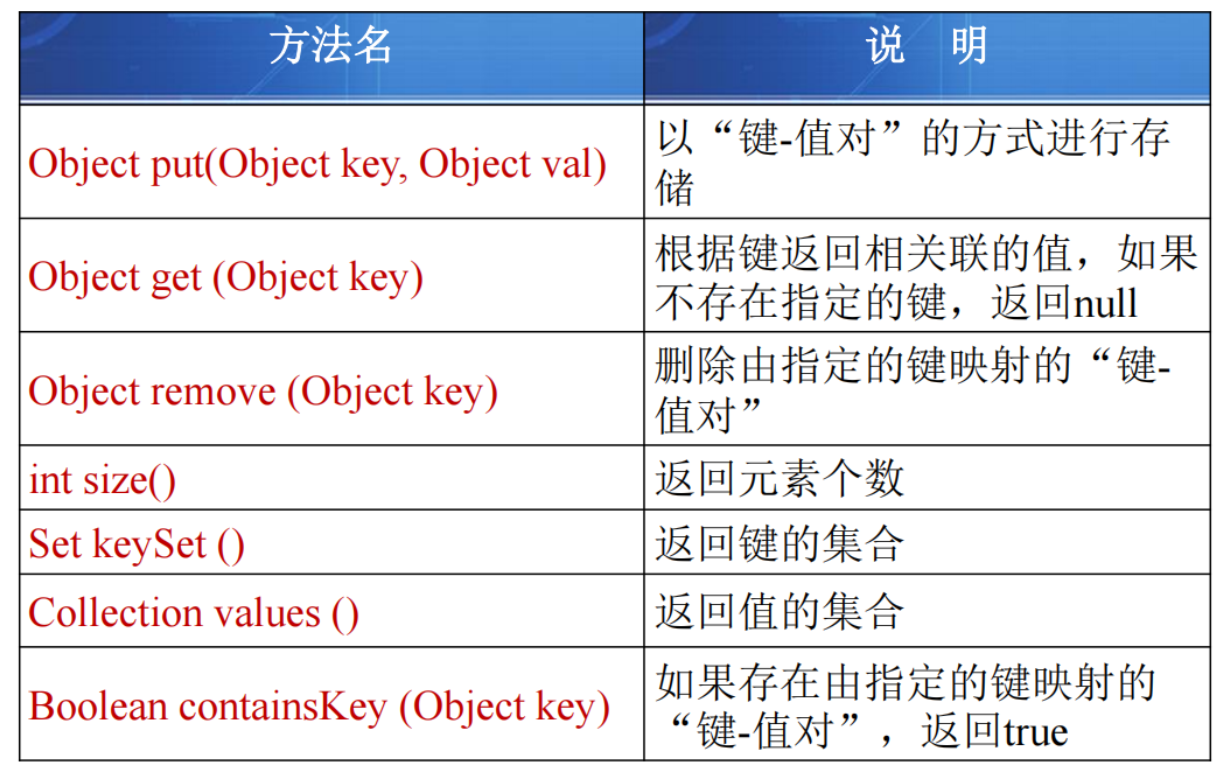 方法名
说 明
Object put(Object key, Object val)
以“键-值对”的方式进行存
储
Object get (Object key)
根据键返回相关联的值，如果
不存在指定的键，返回null
Object remove (Object key)
删除由指定的键映射的“键-
值对”
int size()
返回元素个数
Set keySet ()
返回键的集合
Collection values ()
返回值的集合
Boolean containsKey (Object key)
如果存在由指定的键映射的
“键-值对”，返回true